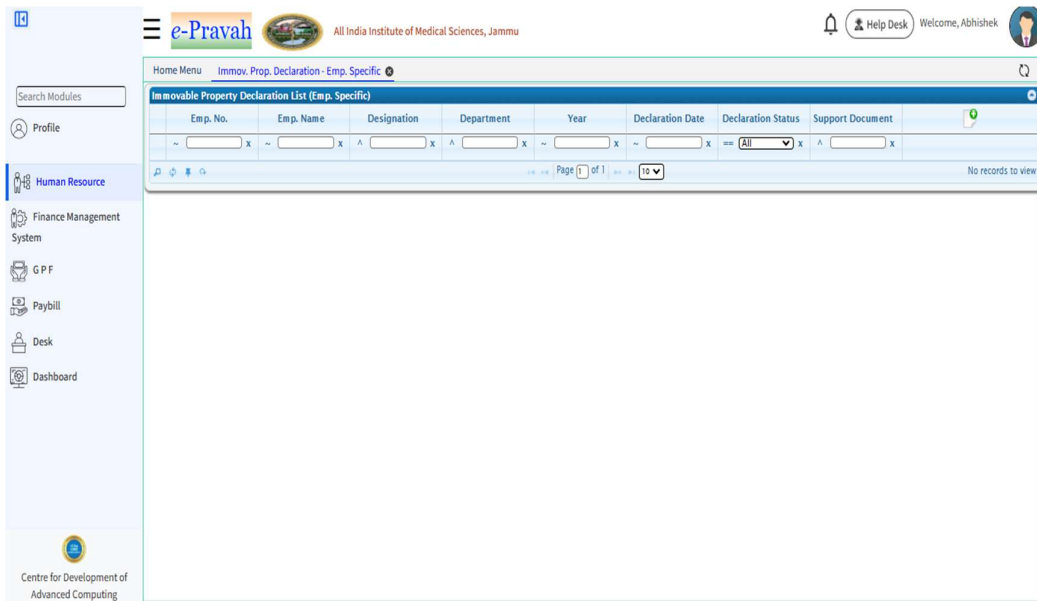 e-Pravah
All India Institute of Medical Sciences, Jammu
Help Desk
Welcome, Abhishek
Home Menu
Immov. Prop. Declaration - Emp. Specific
Search Modules
Profile
Human Resource
Finance Management
System
G P F
Paybill
Desk
Dashboard
Centre for Development of
Advanced Computing
Immovable Property Declaration List (Emp. Specific)
Emp. No. Emp. Name Designation Department Year Declaration Date Declaration Status Support Document
~ x ~ x ^ x ^ x ~ x ~ x == All x ^ x
Page 1 of 1 10 No records to view